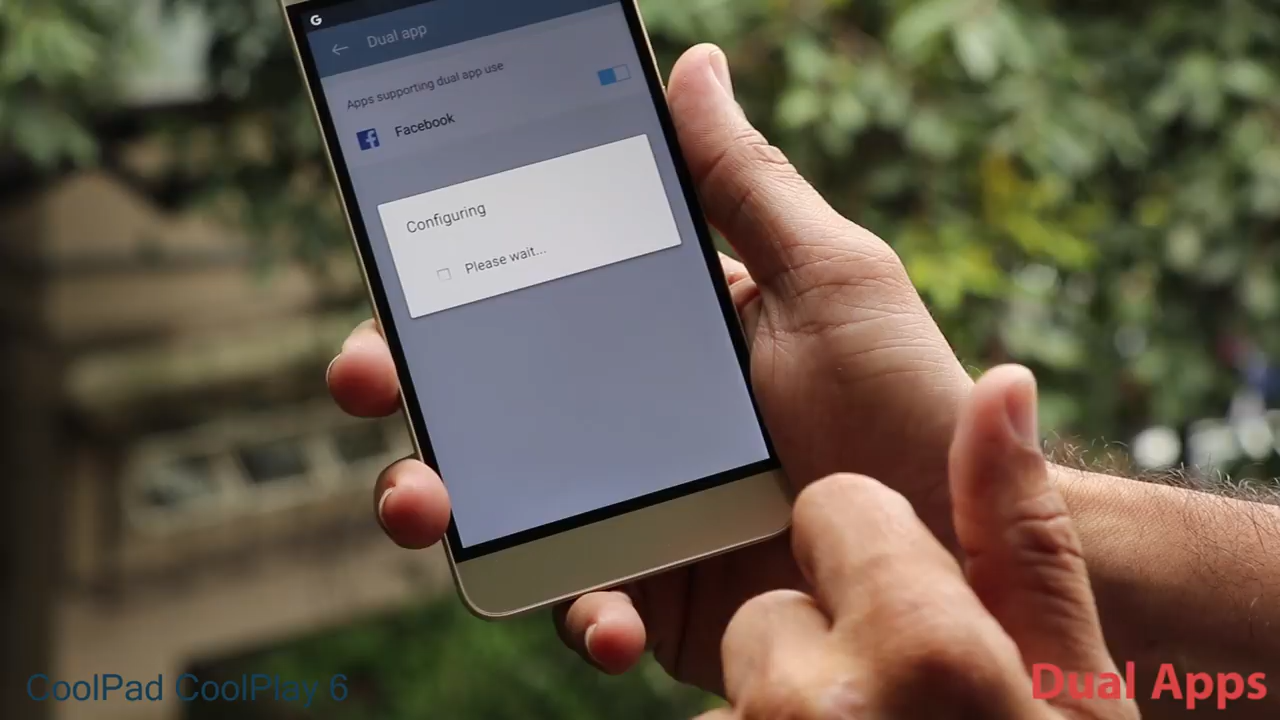 G
Dual app
Apps supporting dual app use
Facebook
Configuring
Please wait...
CoolPad CoolPlay 6
Dual Apps